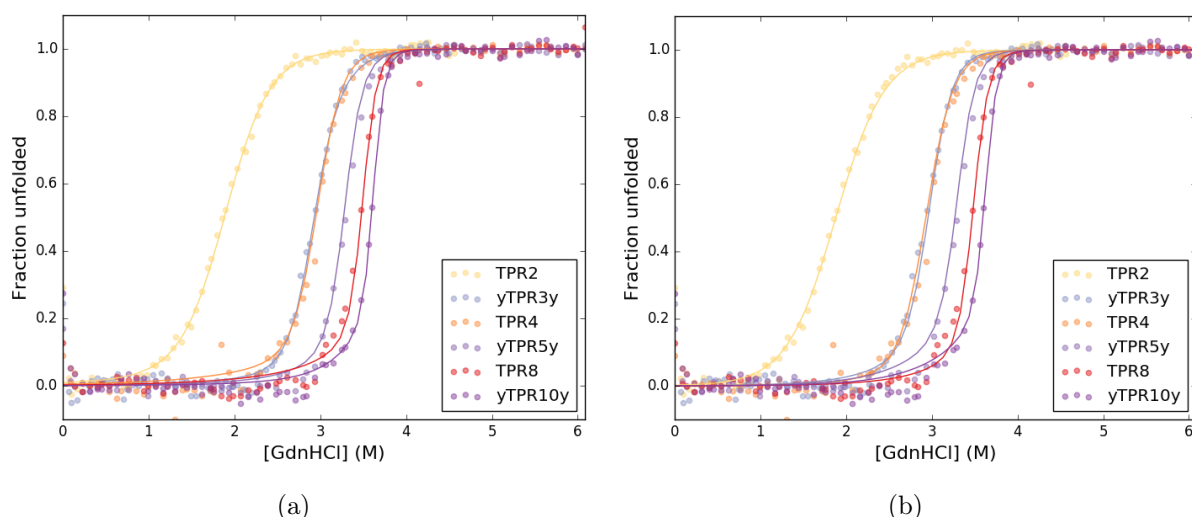 1.0
0.8
0.6
0.4
0.2
0.0
Fraction unfolded
0 1 2 3 4 5 6
[GdnHCl] (M)
TPR2
yTPR3y
TPR4
yTPR5y
TPR8
yTPR10y
(a)
1.0
0.8
0.6
0.4
0.2
0.0
Fraction unfolded
0 1 2 3 4 5 6
[GdnHCl] (M)
TPR2
yTPR3y
TPR4
yTPR5y
TPR8
yTPR10y
(b)